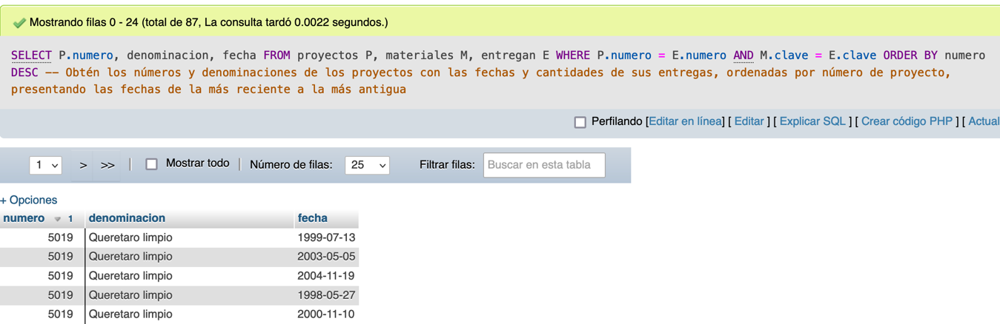 Mostrando filas 0 - 24 (total de 87, La consulta tardó 0.0022 segundos.)
SELECT P.numero, denominacion, fecha FROM proyectos P, materiales M, entregan E WHERE P.numero = E.numero AND M.clave = E.clave ORDER BY numero
DESC -- Obtén los números y denominaciones de los proyectos con las fechas y cantidades de sus entregas, ordenadas por número de proyecto,
presentando las fechas de la más reciente a la más antigua
Perfilando [Editar en línea] [ Editar ] [ Explicar SQL ] [ Crear código PHP ] [ Actual
1 > >> | Mostrar todo | Número de filas: 25 Filtrar filas: Buscar en esta tabla
+ Opciones
numero 1 denominacion fecha
5019 Queretaro limpio 1999-07-13
5019 Queretaro limpio 2003-05-05
5019 Queretaro limpio 2004-11-19
5019 Queretaro limpio 1998-05-27
5019 Queretaro limpio 2000-11-10